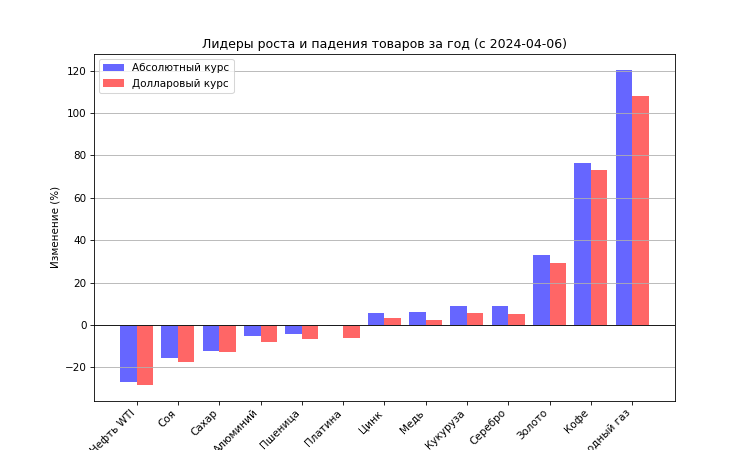 Лидеры роста и падения товаров за год (с 2024-04-06)
Абсолютный курс
Долларовый курс
Изменение (%)
120
100
80
60
40
20
0
−20
Нефть WTI
Соя
Сахар
Алюминий
Пшеница
Платина
Цинк
Медь
Кукуруза
Серебро
Золото
Кофе
одный газ